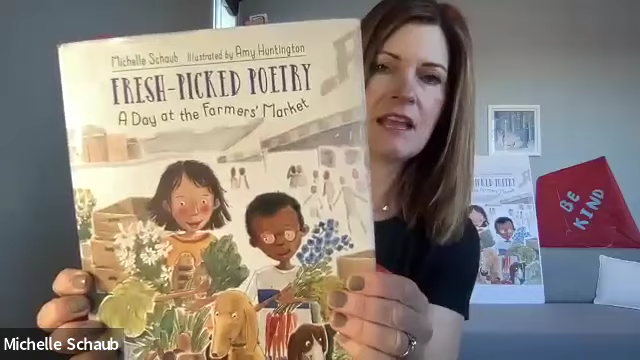 Michelle Schaub Illustrated by Amy Huntington
FRESH-PICKED POETRY
A Day at the Farmers' Market
BE
KIND
Michelle Schaub